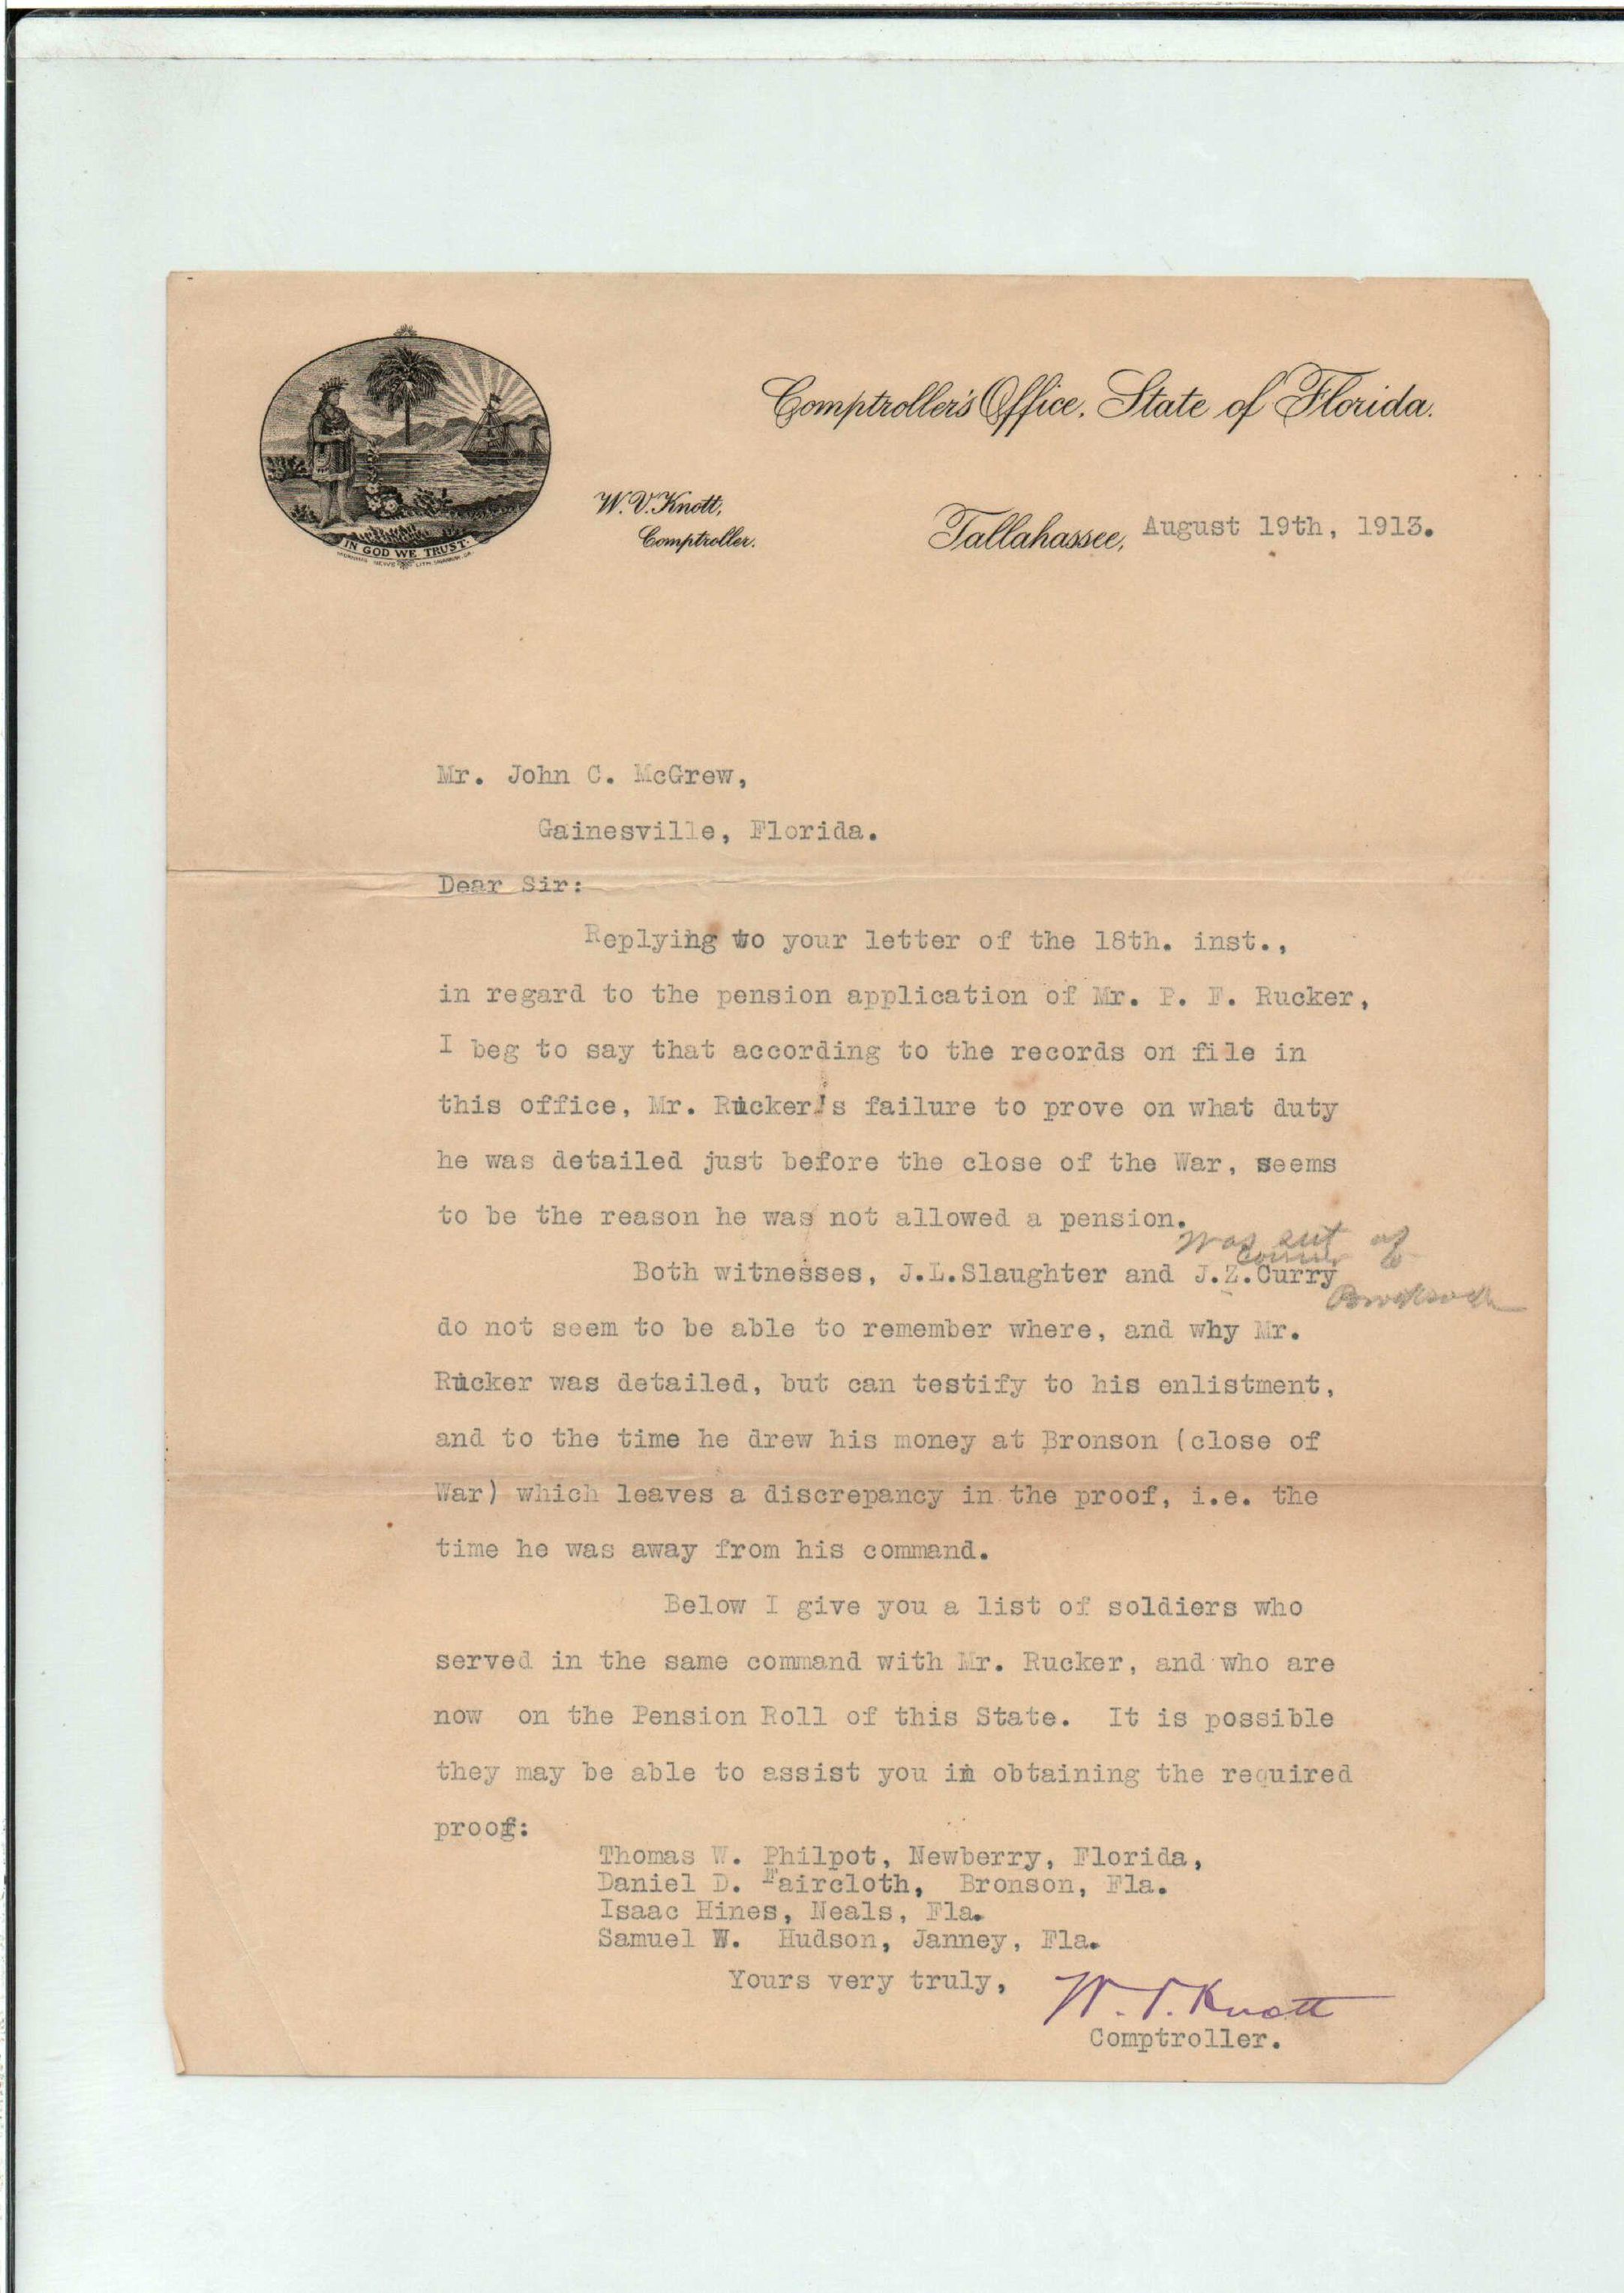 Comptroller's Office, State of Florida.
W. V. Knott,
Comptroller.
Tallahassee, August 19th, 1913.
IN GOD WE TRUST.
Mr. John C. McGrew,
Gainesville, Florida.
Dear Sir:
Replying to your letter of the 18th. inst.,
in regard to the pension application of Mr. P. F. Rucker,
I beg to say that according to the records on file in
this office, Mr. Rucker's failure to prove on what duty
he was detailed just before the close of the War, seems
to be the reason he was not allowed a pension.
was out of
Both witnesses, J.L.Slaughter and J.Z.Curry
do not seem to be able to remember where, and why Mr.
Rucker was detailed, but can testify to his enlistment,
and to the time he drew his money at Bronson (close of
War) which leaves a discrepancy in the proof, i.e. the
time he was away from his command.
Below I give you a list of soldiers who
served in the same command with Mr. Rucker, and who are
now on the Pension Roll of this State. It is possible
they may be able to assist you in obtaining the required
proof:
Thomas W. Philpot, Newberry, Florida,
Daniel D. Faircloth, Bronson, Fla.
Isaac Hines, Neals, Fla.
Samuel W. Hudson, Janney, Fla.
Yours very truly,
W. V. Knott
Comptroller.